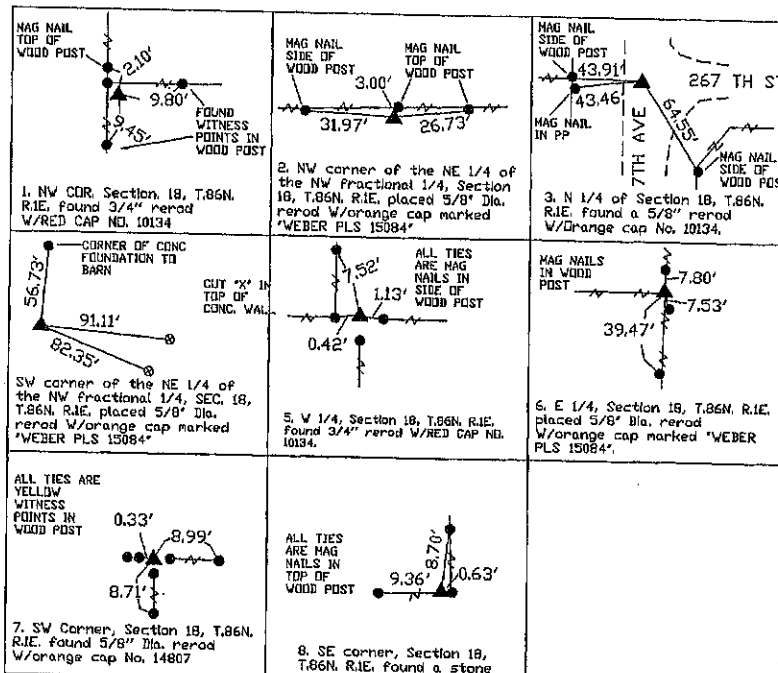 MAG NAIL
TOP OF
WOOD POST
2.10'
9.80'
9.45'
FOUND
WITNESS
POINTS IN
WOOD POST
1. NW COR, Section, 18, T.86N.
R.1E, found 3/4" rerod
W/RED CAP NO. 10134
MAG NAIL
SIDE OF
WOOD POST
MAG NAIL
TOP OF
WOOD POST
3.00'
31.97'
26.73'
2. NW corner of the NE 1/4 of
the NW fractional 1/4, Section
18, T.86N. R.1E, placed 5/8" Dia.
rerod W/orange cap marked
"WEBER PLS 15084"
MAG NAIL
SIDE OF
WOOD POST
43.91'
43.46
MAG NAIL
IN PP
7TH AVE
64.55'
267 TH S
MAG NAIL
SIDE OF
WOOD POS
3. N 1/4 of Section 18, T.86N.
R.1E, found a 5/8" rerod
W/Orange cap No. 10134.
CORNER OF CONC
FOUNDATION TO
BARN
56.73'
91.11'
82.35'
CUT "X" IN
TOP OF
CONC. WAL
SW corner of the NE 1/4 of
the NW fractional 1/4, SEC. 18,
T.86N. R.1E, placed 5/8" Dia.
rerod W/orange cap marked
"WEBER PLS 15084"
7.52'
1.13'
0.42'
ALL TIES
ARE MAG
NAILS IN
SIDE OF
WOOD POST
5. W 1/4, Section 18, T.86N. R.1E,
found 3/4" rerod W/RED CAP NO.
10134.
MAG NAILS
IN WOOD
POST
7.80'
7.53'
39.47'
6. E 1/4, Section 18, T.86N. R.1E,
placed 5/8" Dia. rerod
W/orange cap marked "WEBER
PLS 15084".
ALL TIES ARE
YELLOW
WITNESS
POINTS IN
WOOD POST
0.33'
8.99'
8.71'
7. SW Corner, Section 18, T.86N.
R.1E, found 5/8" Dia. rerod
W/orange cap No. 14807
ALL TIES
ARE MAG
NAILS IN
TOP OF
WOOD POST
8.70'
9.36'
0.63'
8. SE corner, Section 18,
T.86N. R.1E, found a stone